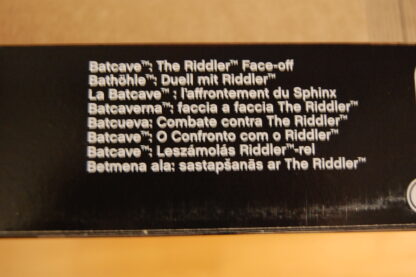 Batcave™: The Riddler™ Face-off
Bathöhle™: Duell mit Riddler™
La Batcave™ : l'affrontement du Sphinx
Batcaverna™: faccia a faccia The Riddler™
Batcueva: Combate contra The Riddler™
Batcave™: O Confronto com o Riddler™
Batcave™: Leszámolás Riddler™-rel
Betmena ala: sastapšanās ar The Riddler™